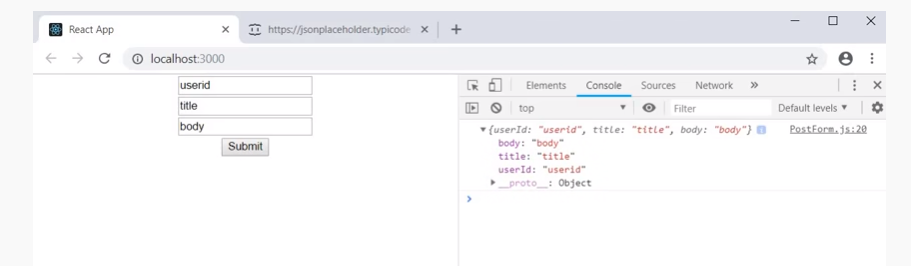 React App
https://jsonplaceholder.typicode
localhost:3000
userid
title
body
Submit
Elements Console Sources Network
top Filter Default levels
{userId: "userid", title: "title", body: "body"} PostForm.js:20
body: "body"
title: "title"
userId: "userid"
__proto__: Object